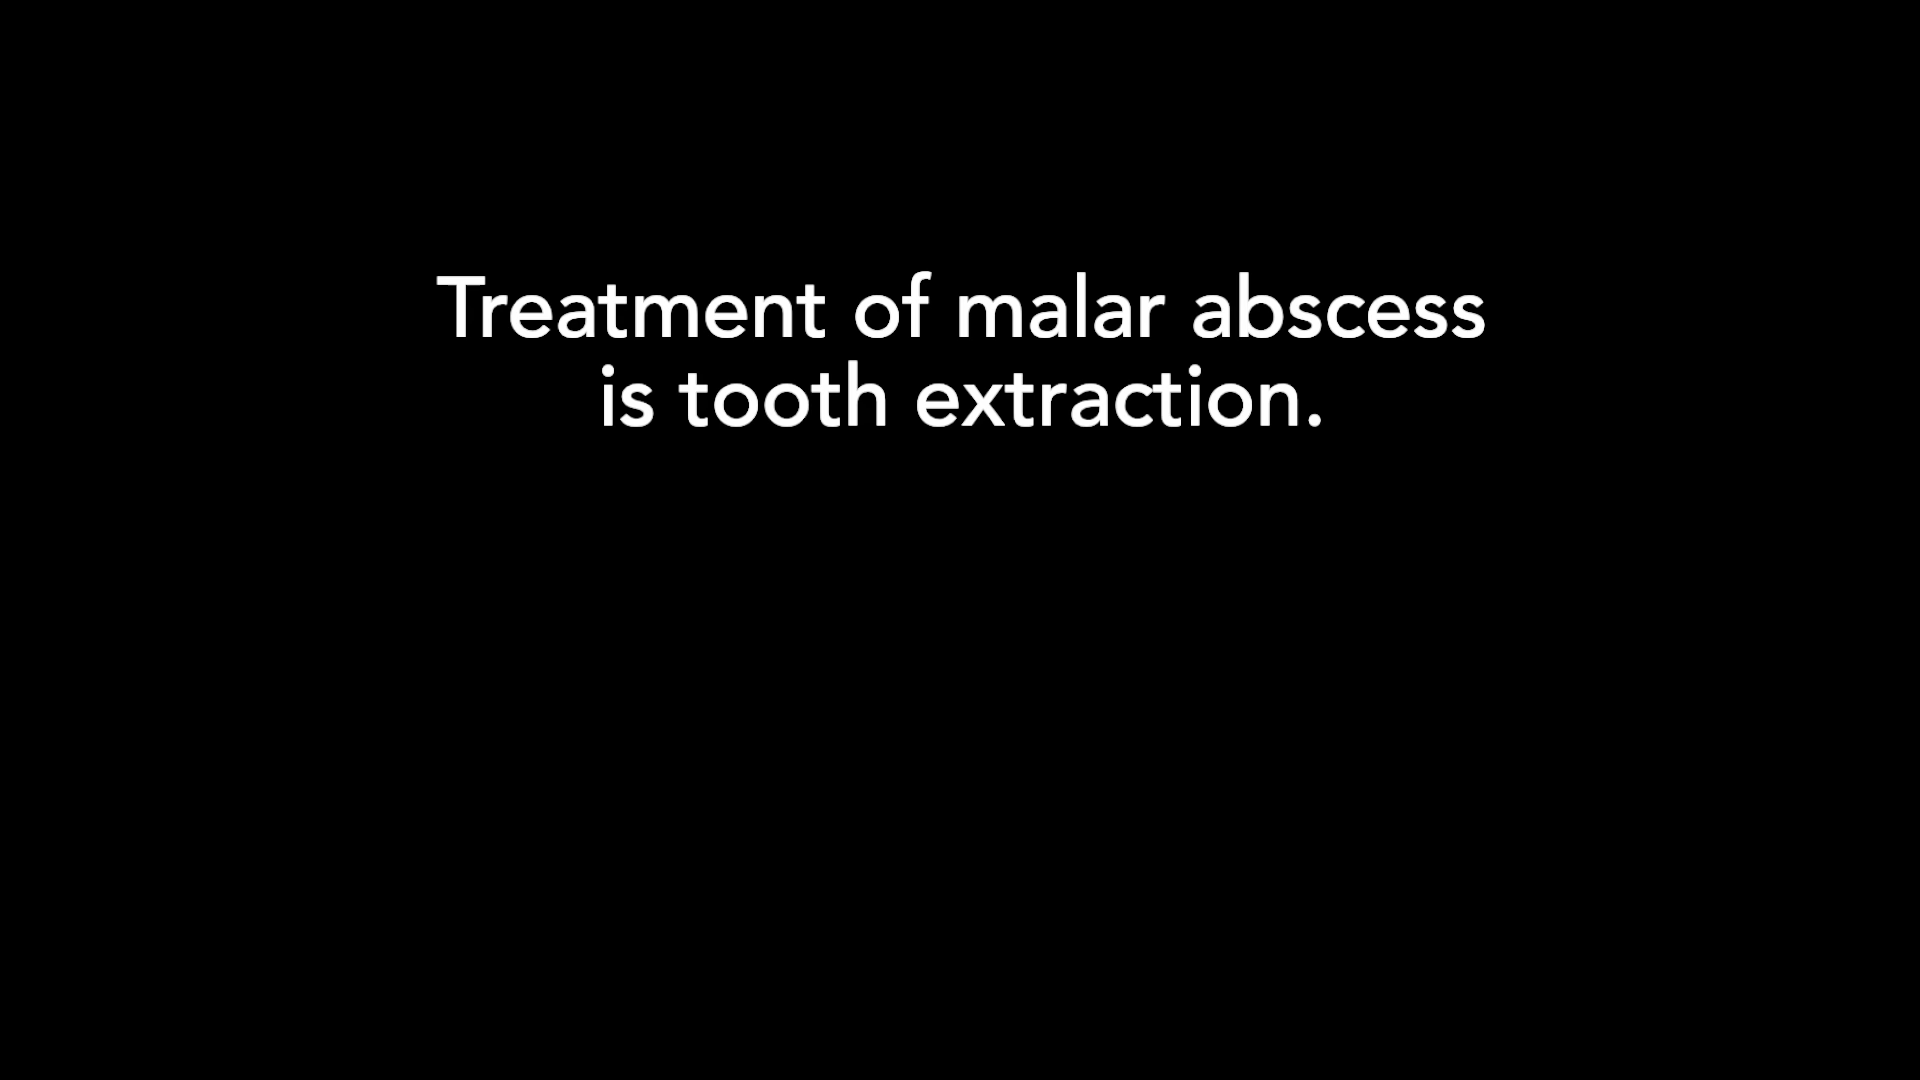 Treatment of malar abscess
is tooth extraction.